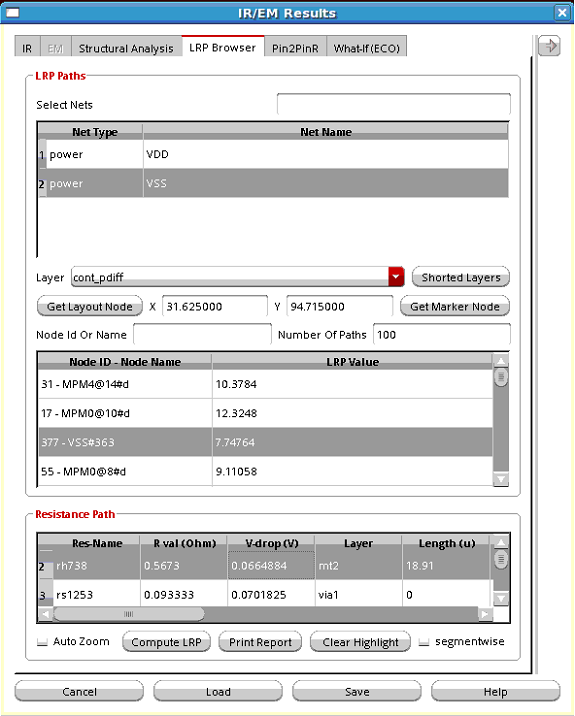 IR/EM Results
IR EM Structural Analysis LRP Browser Pin2PinR What-If(ECO)
LRP Paths
Select Nets
Net Type Net Name
1 power VDD
2 power VSS
Layer cont_pdiff Shorted Layers
Get Layout Node X 31.625000 Y 94.715000 Get Marker Node
Node Id Or Name Number Of Paths 100
Node ID - Node Name LRP Value
31 - MPM4@14#d 10.3784
17 - MPM0@10#d 12.3248
377 - VSS#363 7.74764
55 - MPM0@8#d 9.11058
Resistance Path
Res-Name R val (Ohm) V-drop (V) Layer Length (u)
2 rh738 0.5673 0.0664884 mt2 18.91
3 rs1253 0.093333 0.0701825 via1 0
Auto Zoom Compute LRP Print Report Clear Highlight segmentwise
Cancel Load Save Help